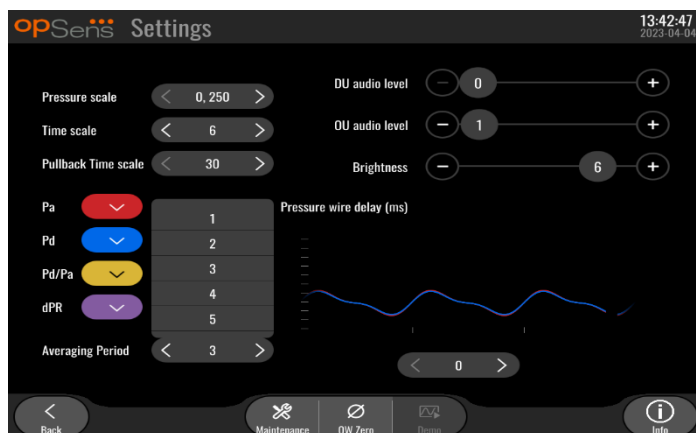 opSens Settings
13:42:47
2023-04-04
Pressure scale 0, 250
Time scale 6
Pullback Time scale 30
DU audio level 0
OU audio level 1
Brightness 6
Pa
Pd
Pd/Pa
dPR
1
2
3
4
5
Averaging Period 3
Pressure wire delay (ms)
0
Back
Maintenance
OW Zero
Demo
Info